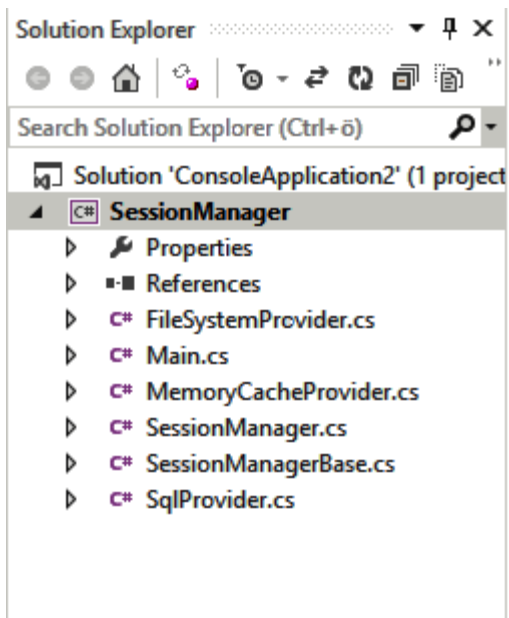 Solution Explorer
Search Solution Explorer (Ctrl+ö)
Solution 'ConsoleApplication2' (1 project
C# SessionManager
Properties
References
C# FileSystemProvider.cs
C# Main.cs
C# MemoryCacheProvider.cs
C# SessionManager.cs
C# SessionManagerBase.cs
C# SqlProvider.cs